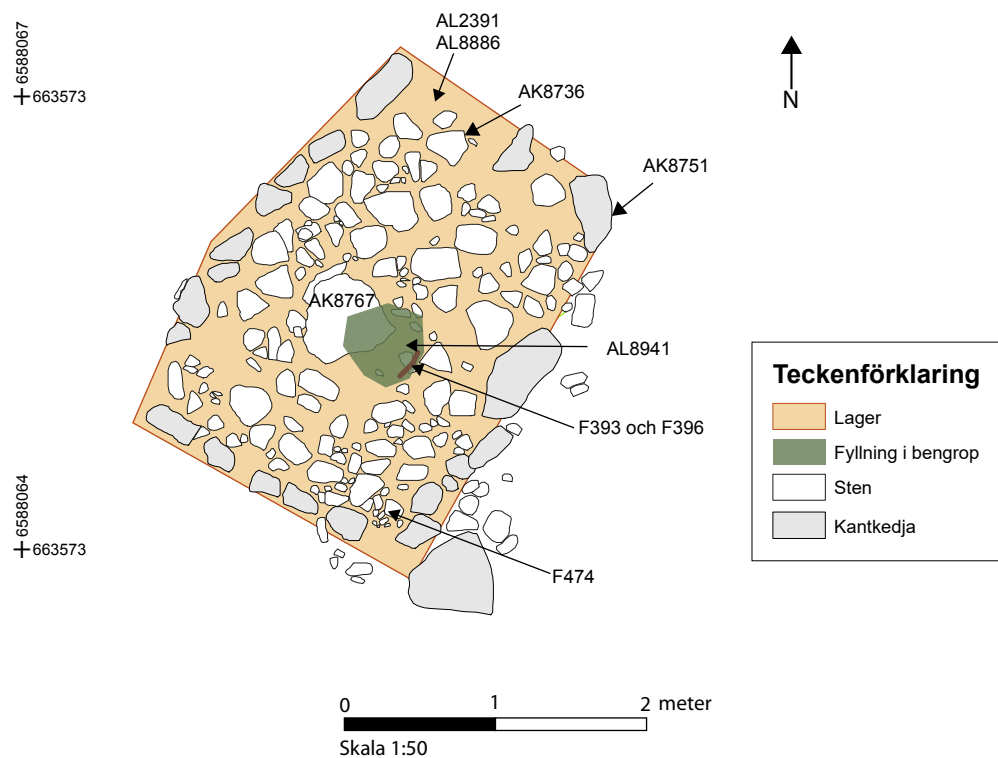 AL2391
AL8886
6588067
663573
AK8736
N
AK8751
AK8767
AL8941
F393 och F396
6588064
663573
F474
Teckenförklaring
Lager
Fyllning i bengrop
Sten
Kantkedja
0 1 2 meter
Skala 1:50